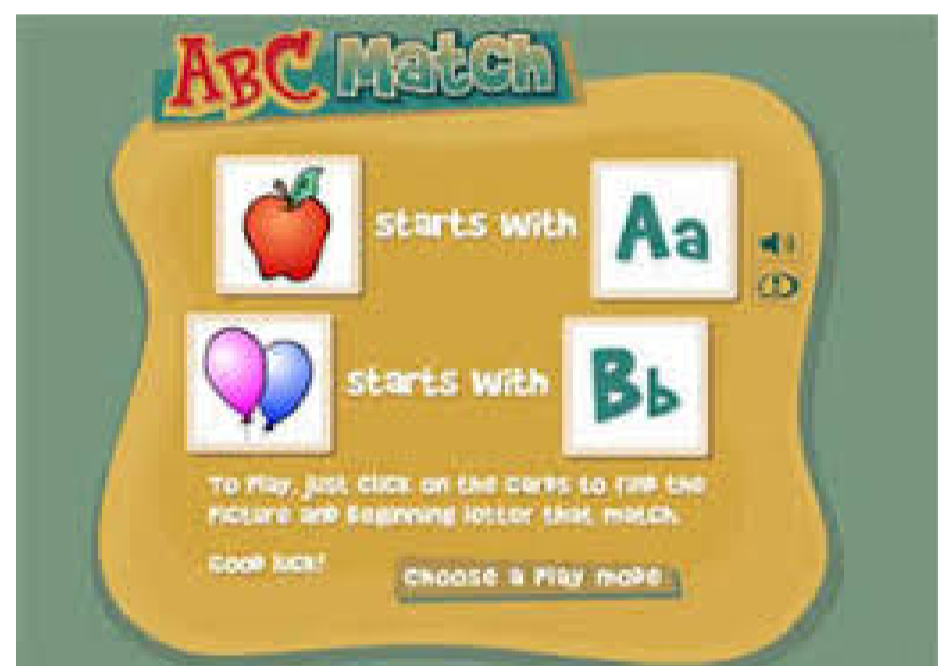 ABC Match
starts with Aa
starts with Bb
To Play, just click on the cards to find the
Picture and Beginning letter that match.
Good luck!
Choose a Play mode